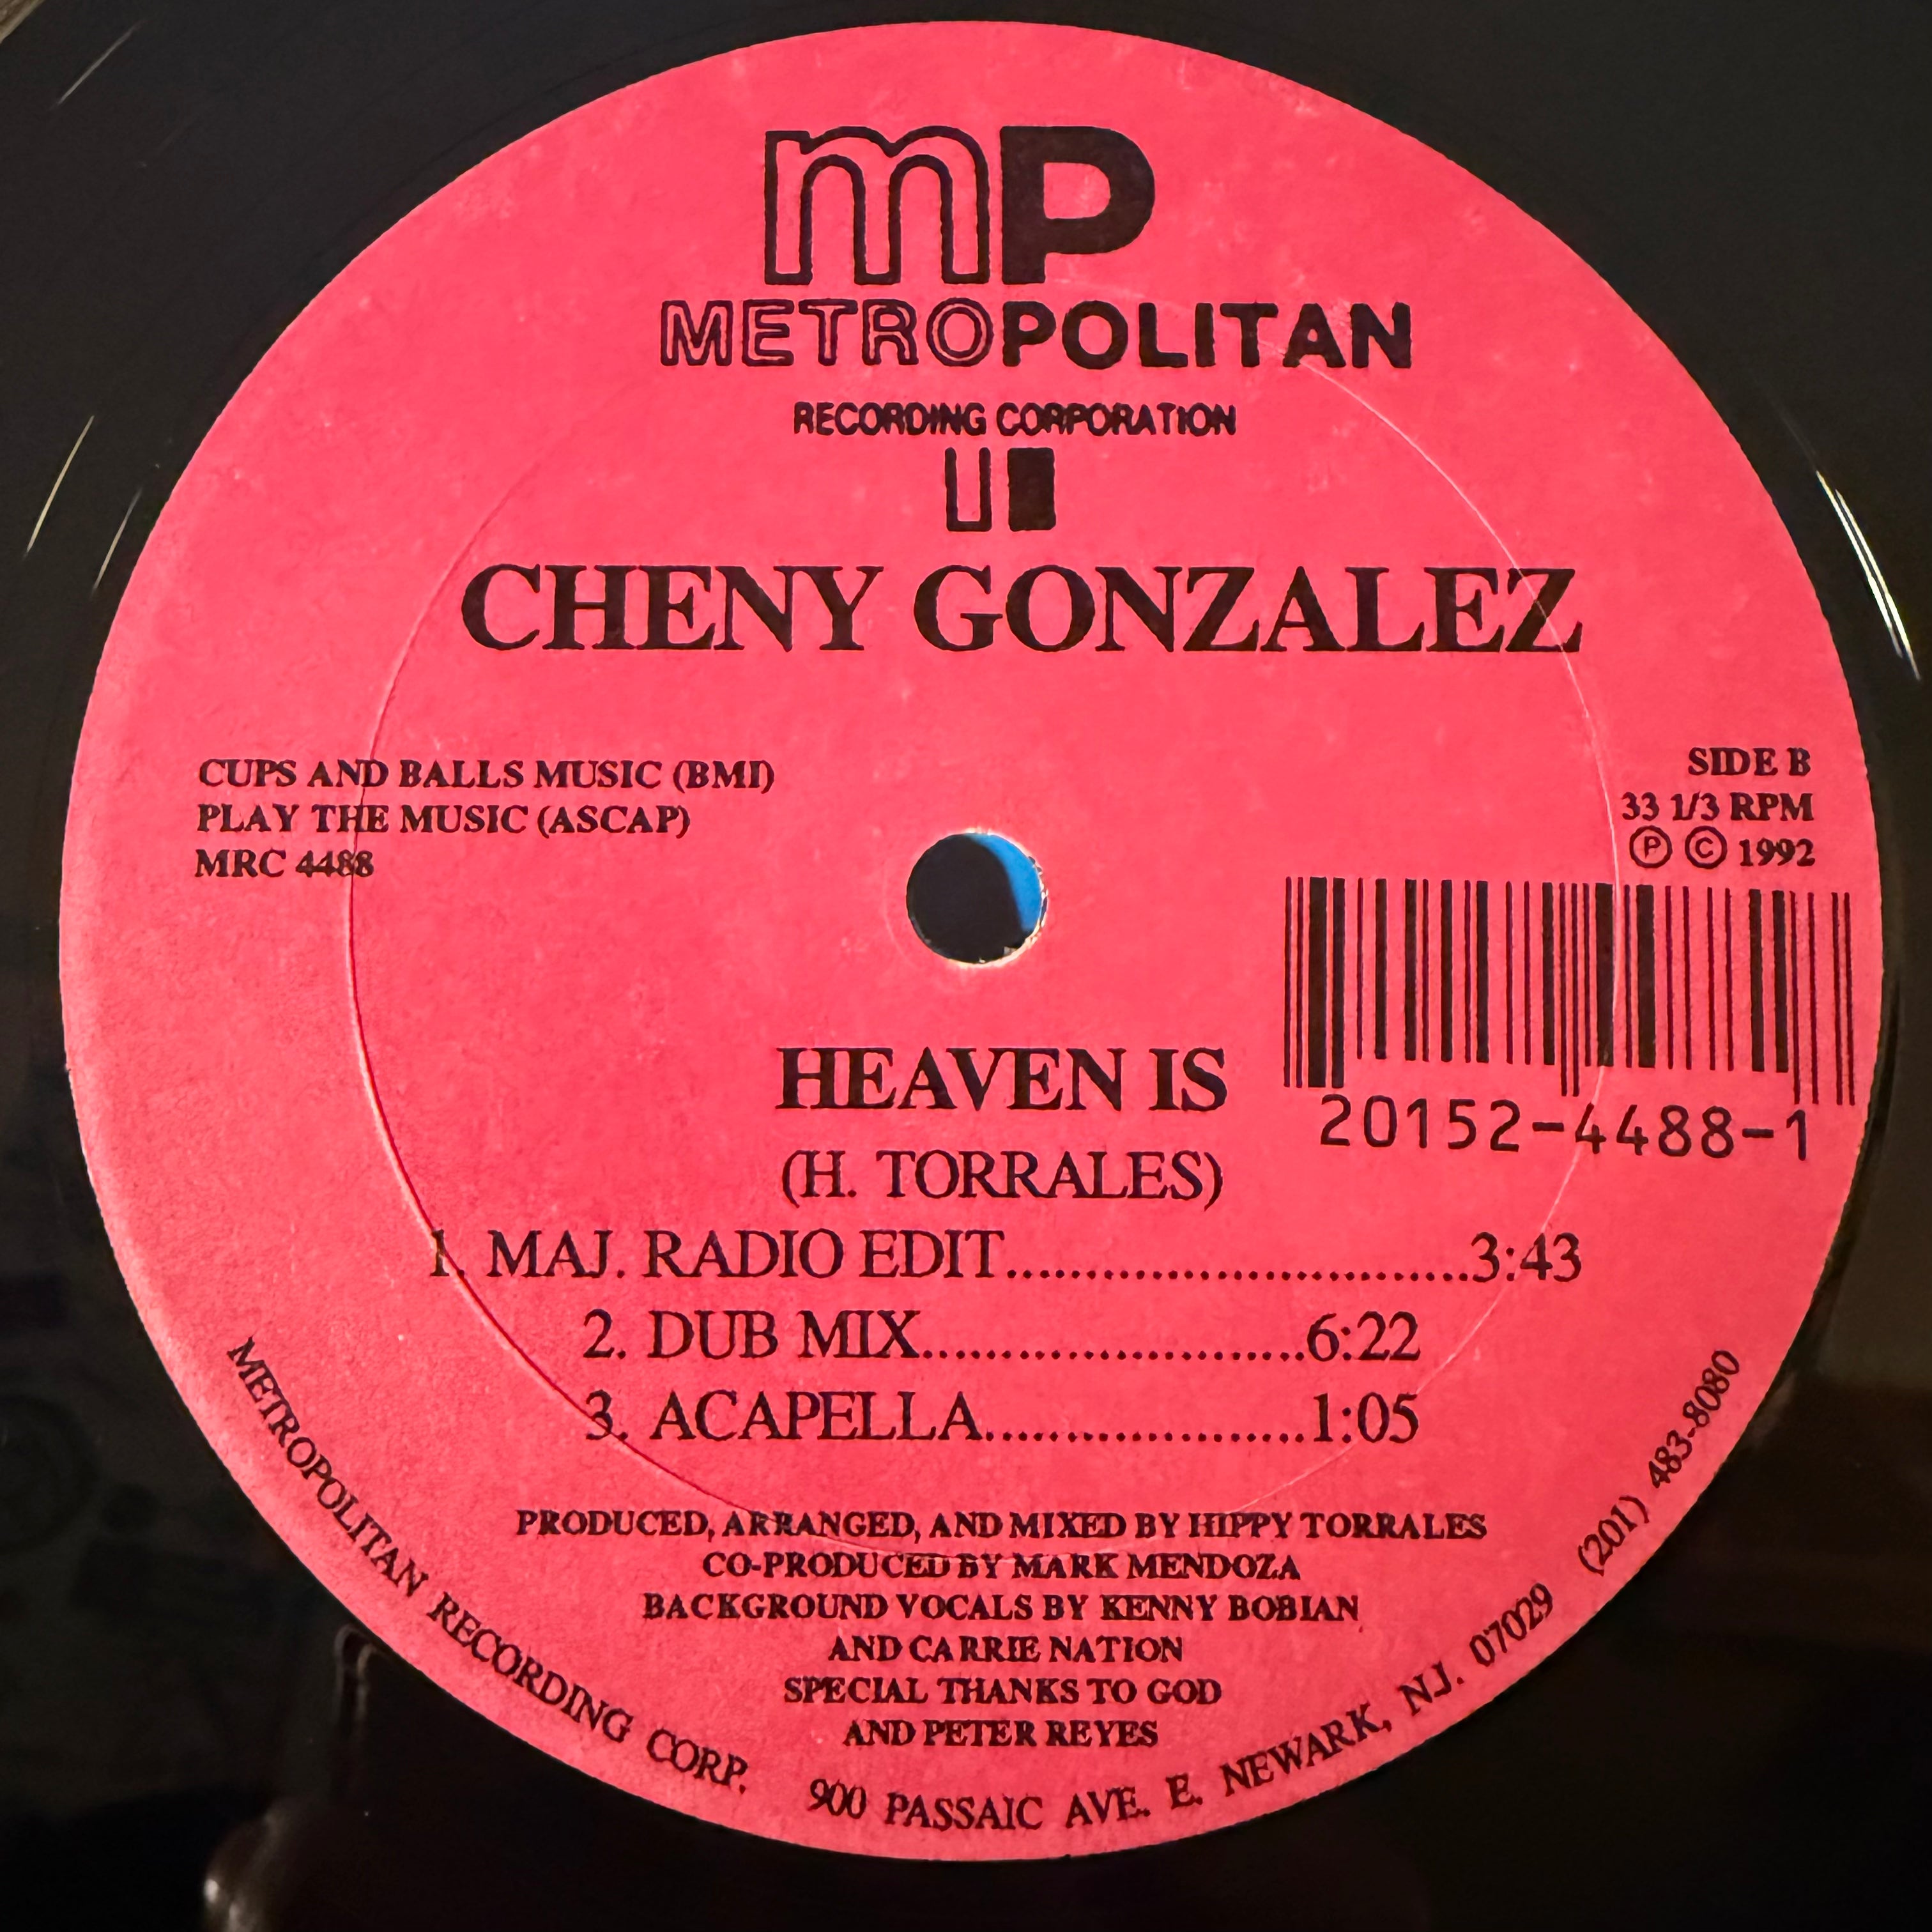 mP
METROPOLITAN
RECORDING CORPORATION
CHENY GONZALEZ
CUPS AND BALLS MUSIC (BMI)
PLAY THE MUSIC (ASCAP)
MRC 4488
SIDE B
33 1/3 RPM
Ⓟ © 1992
20152-4488-1
HEAVEN IS
(H. TORRALES)
1. MAJ. RADIO EDIT............................3:43
2. DUB MIX........................6:22
3. ACAPELLA....................1:05
PRODUCED, ARRANGED, AND MIXED BY HIPPY TORRALES
CO-PRODUCED BY MARK MENDOZA
BACKGROUND VOCALS BY KENNY BOBIAN
AND CARRIE NATION
SPECIAL THANKS TO GOD
AND PETER REYES
METROPOLITAN RECORDING CORP. 900 PASSAIC AVE. E. NEWARK, N.J. 07029 (201) 483-8080